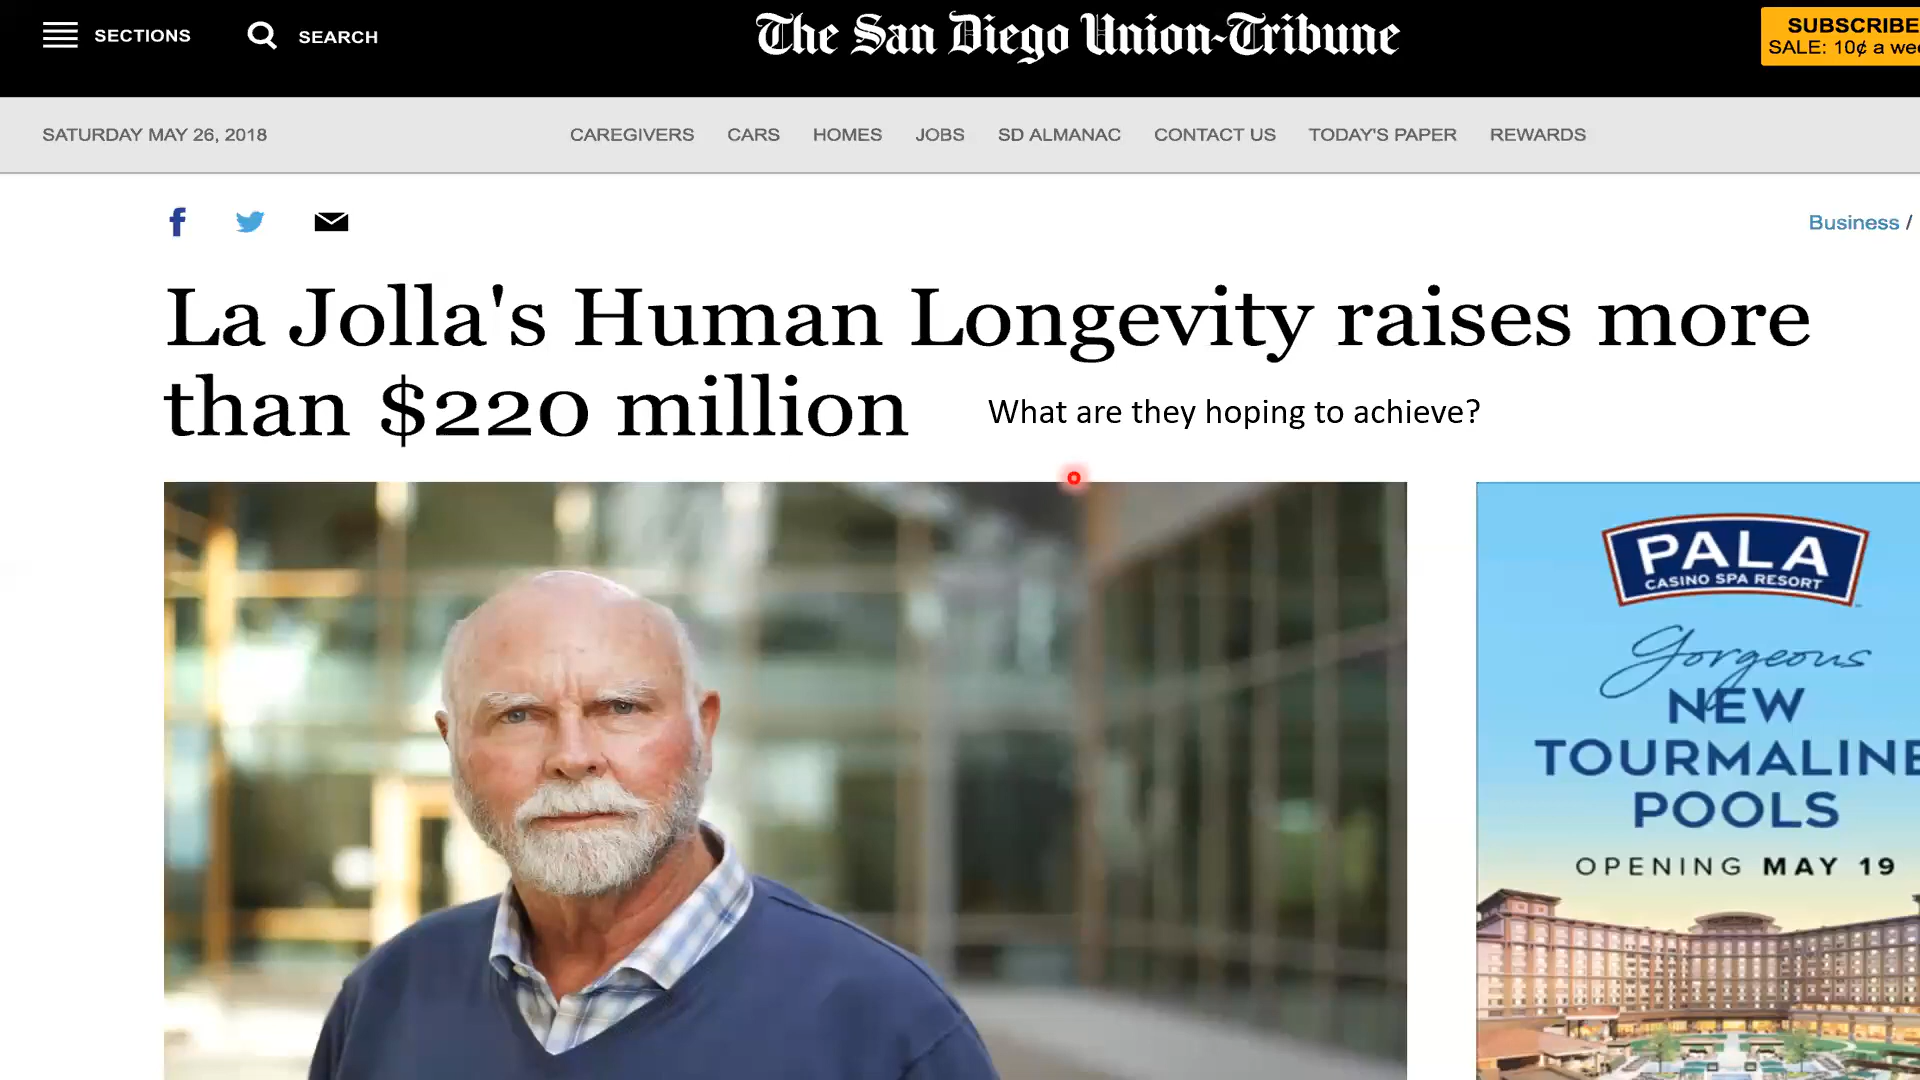 SECTIONS
SEARCH
The San Diego Union-Tribune
SUBSCRIBE
SALE: 10¢ a wee
SATURDAY MAY 26, 2018
CAREGIVERS CARS HOMES JOBS SD ALMANAC CONTACT US TODAY'S PAPER REWARDS
Business /
La Jolla's Human Longevity raises more
than $220 million
What are they hoping to achieve?
PALA
CASINO SPA RESORT
Gorgeous
NEW
TOURMALINE
POOLS
OPENING MAY 19